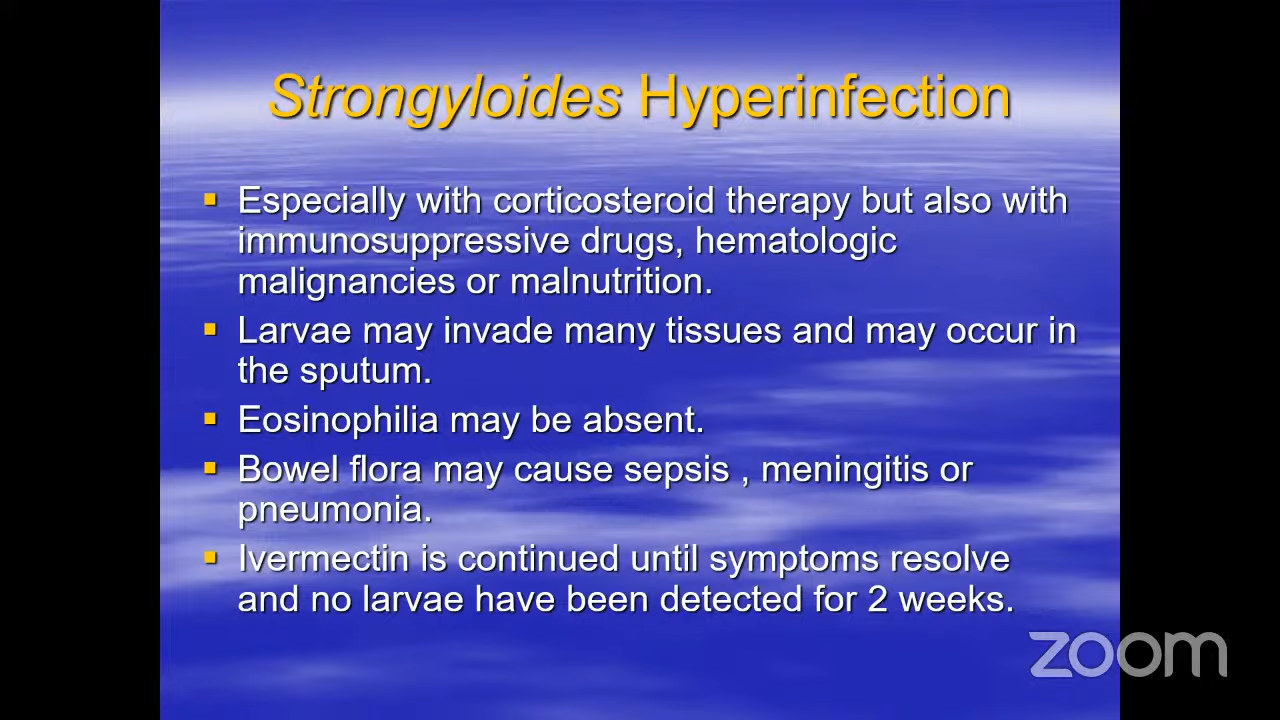 Strongyloides Hyperinfection
Especially with corticosteroid therapy but also with
immunosuppressive drugs, hematologic
malignancies or malnutrition.
Larvae may invade many tissues and may occur in
the sputum.
Eosinophilia may be absent.
Bowel flora may cause sepsis , meningitis or
pneumonia.
Ivermectin is continued until symptoms resolve
and no larvae have been detected for 2 weeks.
zoom